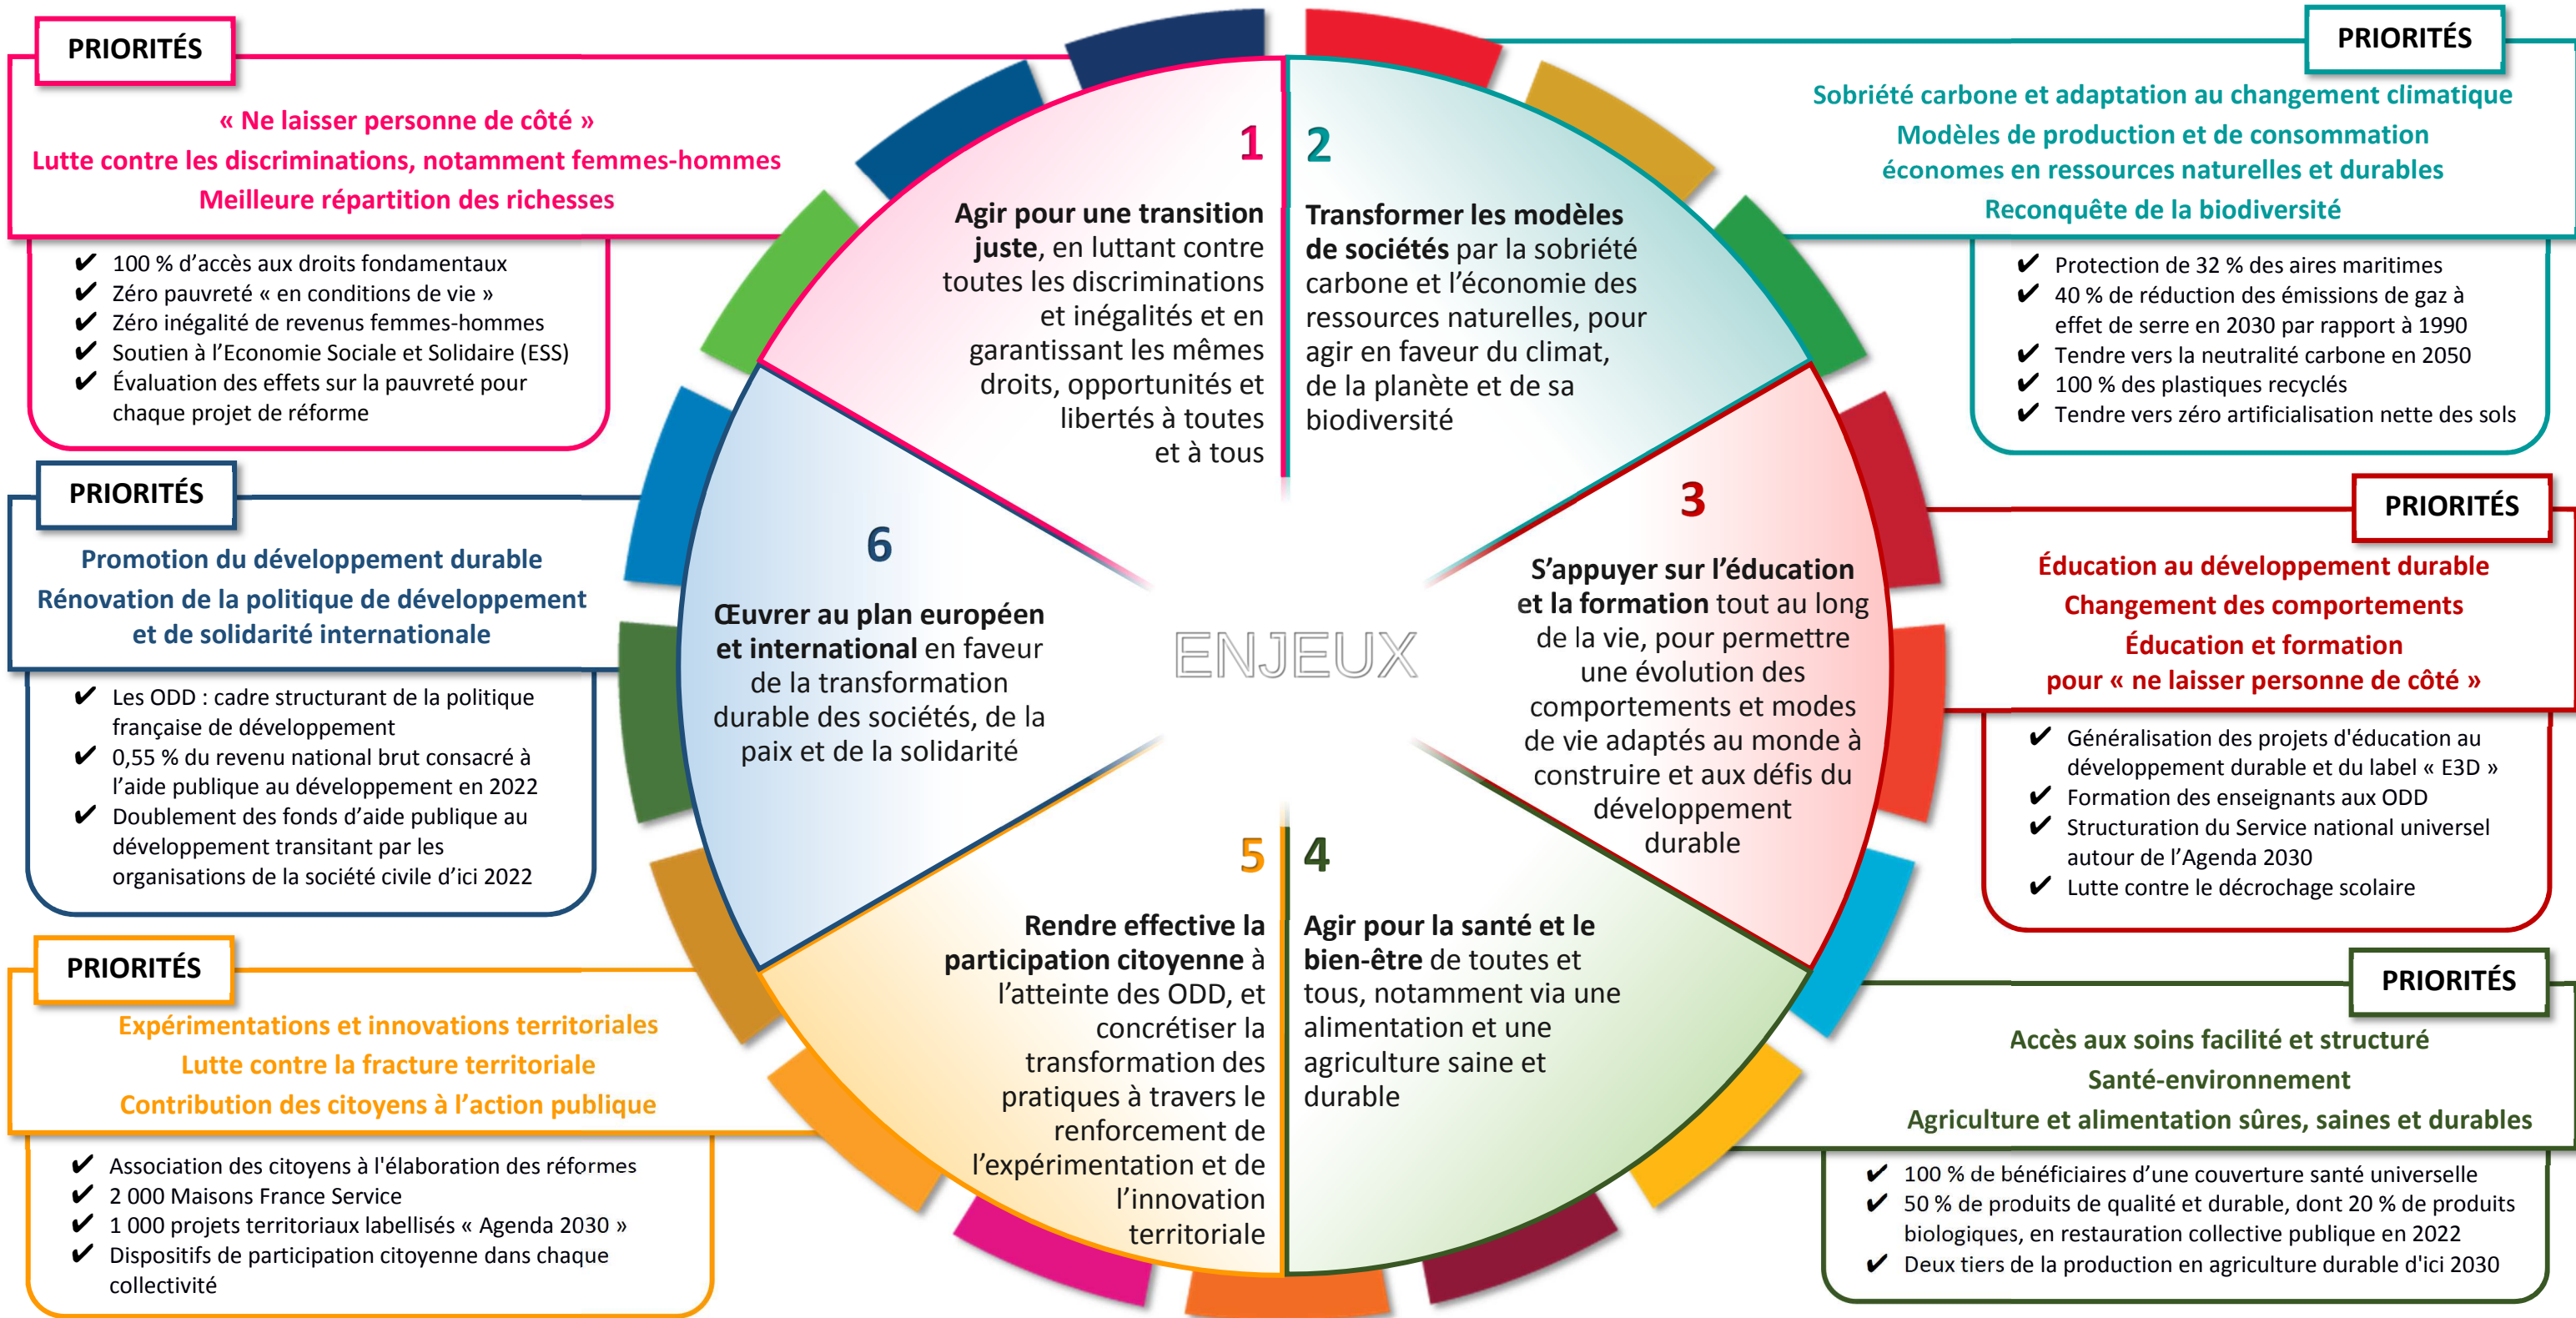 PRIORITÉS
« Ne laisser personne de côté »
Lutte contre les discriminations, notamment femmes-hommes
Meilleure répartition des richesses
✔ 100 % d’accès aux droits fondamentaux
✔ Zéro pauvreté « en conditions de vie »
✔ Zéro inégalité de revenus femmes-hommes
✔ Soutien à l’Economie Sociale et Solidaire (ESS)
✔ Évaluation des effets sur la pauvreté pour
chaque projet de réforme
1
Agir pour une transition
juste, en luttant contre
toutes les discriminations
et inégalités et en
garantissant les mêmes
droits, opportunités et
libertés à toutes
et à tous
2
Transformer les modèles
de sociétés par la sobriété
carbone et l’économie des
ressources naturelles, pour
agir en faveur du climat,
de la planète et de sa
biodiversité
PRIORITÉS
Sobriété carbone et adaptation au changement climatique
Modèles de production et de consommation
économes en ressources naturelles et durables
Reconquête de la biodiversité
✔ Protection de 32 % des aires maritimes
✔ 40 % de réduction des émissions de gaz à
effet de serre en 2030 par rapport à 1990
✔ Tendre vers la neutralité carbone en 2050
✔ 100 % des plastiques recyclés
✔ Tendre vers zéro artificialisation nette des sols
PRIORITÉS
Promotion du développement durable
Rénovation de la politique de développement
et de solidarité internationale
✔ Les ODD : cadre structurant de la politique
française de développement
✔ 0,55 % du revenu national brut consacré à
l’aide publique au développement en 2022
✔ Doublement des fonds d’aide publique au
développement transitant par les
organisations de la société civile d’ici 2022
6
Œuvrer au plan européen
et international en faveur
de la transformation
durable des sociétés, de la
paix et de la solidarité
ENJEUX
3
S’appuyer sur l’éducation
et la formation tout au long
de la vie, pour permettre
une évolution des
comportements et modes
de vie adaptés au monde à
construire et aux défis du
développement
durable
PRIORITÉS
Éducation au développement durable
Changement des comportements
Éducation et formation
pour « ne laisser personne de côté »
✔ Généralisation des projets d'éducation au
développement durable et du label « E3D »
✔ Formation des enseignants aux ODD
✔ Structuration du Service national universel
autour de l’Agenda 2030
✔ Lutte contre le décrochage scolaire
PRIORITÉS
Expérimentations et innovations territoriales
Lutte contre la fracture territoriale
Contribution des citoyens à l’action publique
✔ Association des citoyens à l'élaboration des réformes
✔ 2 000 Maisons France Service
✔ 1 000 projets territoriaux labellisés « Agenda 2030 »
✔ Dispositifs de participation citoyenne dans chaque
collectivité
5
Rendre effective la
participation citoyenne à
l’atteinte des ODD, et
concrétiser la
transformation des
pratiques à travers le
renforcement de
l’expérimentation et de
l’innovation
territoriale
4
Agir pour la santé et le
bien-être de toutes et
tous, notamment via une
alimentation et une
agriculture saine et
durable
PRIORITÉS
Accès aux soins facilité et structuré
Santé-environnement
Agriculture et alimentation sûres, saines et durables
✔ 100 % de bénéficiaires d’une couverture santé universelle
✔ 50 % de produits de qualité et durable, dont 20 % de produits
biologiques, en restauration collective publique en 2022
✔ Deux tiers de la production en agriculture durable d'ici 2030